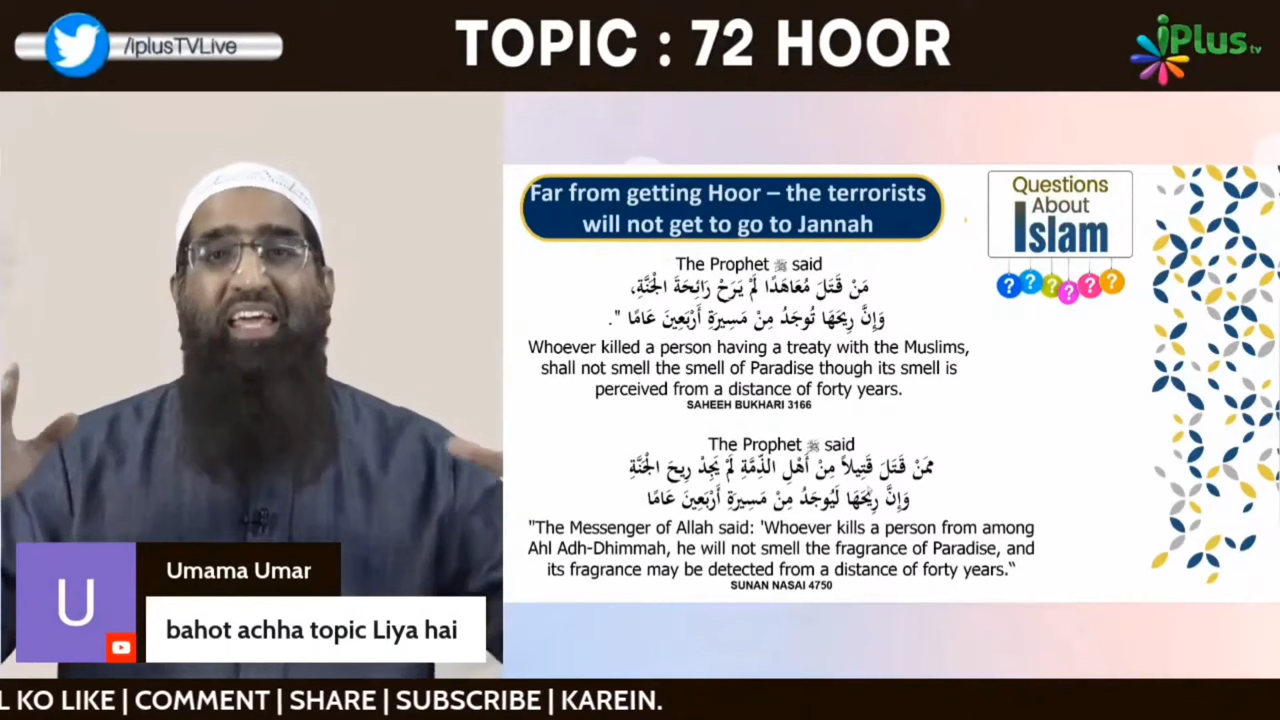 /iplusTVLive
TOPIC : 72 HOOR
iPlus tv
Far from getting Hoor – the terrorists
will not get to go to Jannah
Questions
About
Islam
? ? ? ? ? ?
The Prophet ﷺ said
مَنْ قَتَلَ مُعَاهَدًا لَمْ يَرَحْ رَائِحَةَ الْجَنَّةِ،
وَإِنَّ رِيحَهَا تُوجَدُ مِنْ مَسِيرَةِ أَرْبَعِينَ عَامًا ".
Whoever killed a person having a treaty with the Muslims,
shall not smell the smell of Paradise though its smell is
perceived from a distance of forty years.
SAHEEH BUKHARI 3166
The Prophet ﷺ said
ممَنْ قَتَلَ قَتِيلاً مِنْ أَهْلِ الذِّمَّةِ لَمْ يَجِدْ رِيحَ الْجَنَّةِ
وَإِنَّ رِيحَهَا لَيُوجَدُ مِنْ مَسِيرَةِ أَرْبَعِينَ عَامًا
"The Messenger of Allah said: 'Whoever kills a person from among
Ahl Adh-Dhimmah, he will not smell the fragrance of Paradise, and
its fragrance may be detected from a distance of forty years."
SUNAN NASAI 4750
U
Umama Umar
bahot achha topic Liya hai
L KO LIKE | COMMENT | SHARE | SUBSCRIBE | KAREIN.